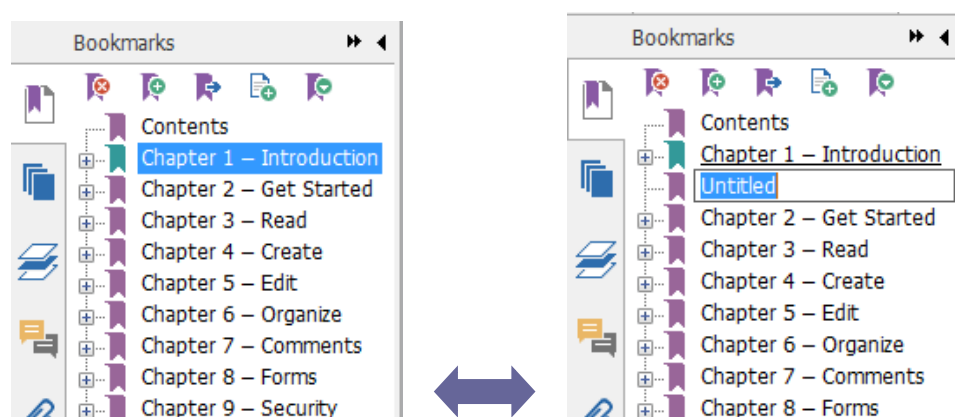 Bookmarks
Contents
Chapter 1 – Introduction
Chapter 2 – Get Started
Chapter 3 – Read
Chapter 4 – Create
Chapter 5 – Edit
Chapter 6 – Organize
Chapter 7 – Comments
Chapter 8 – Forms
Chapter 9 – Security
Bookmarks
Contents
Chapter 1 – Introduction
Untitled
Chapter 2 – Get Started
Chapter 3 – Read
Chapter 4 – Create
Chapter 5 – Edit
Chapter 6 – Organize
Chapter 7 – Comments
Chapter 8 – Forms